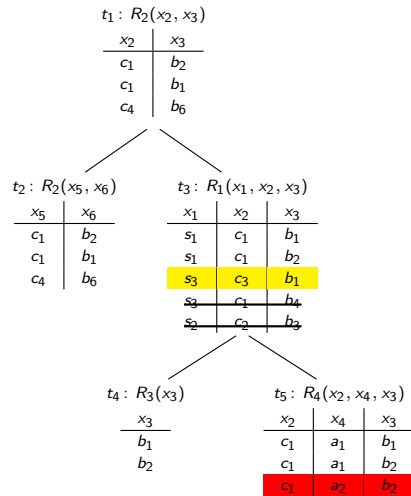 t₁: R₂(x₂, x₃)
x₂ x₃
c₁ b₂
c₁ b₁
c₄ b₆
t₂: R₂(x₅, x₆)
x₅ x₆
c₁ b₂
c₁ b₁
c₄ b₆
t₃: R₁(x₁, x₂, x₃)
x₁ x₂ x₃
s₁ c₁ b₁
s₁ c₁ b₂
s₃ c₃ b₁
s₃ c₁ b₄
s₂ c₂ b₃
t₄: R₃(x₃)
x₃
b₁
b₂
t₅: R₄(x₂, x₄, x₃)
x₂ x₄ x₃
c₁ a₁ b₁
c₁ a₁ b₂
c₁ a₂ b₂